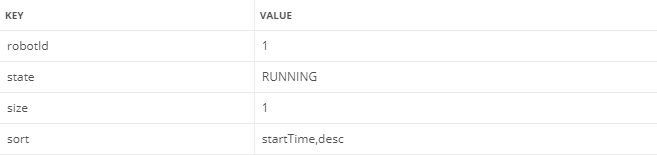 KEY VALUE
robotId 1
state RUNNING
size 1
sort startTime,desc